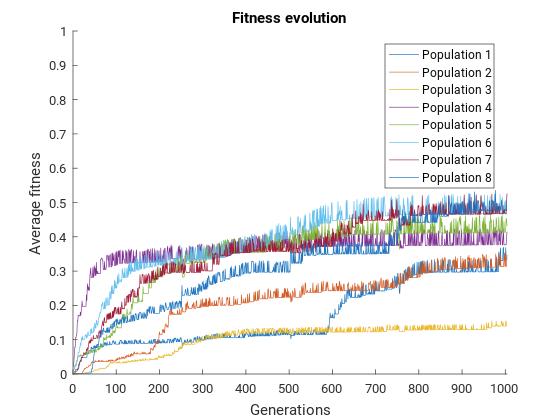 Fitness evolution
1
0.9
0.8
0.7
0.6
0.5
0.4
0.3
0.2
0.1
0
Average fitness
Population 1
Population 2
Population 3
Population 4
Population 5
Population 6
Population 7
Population 8
0 100 200 300 400 500 600 700 800 900 1000
Generations